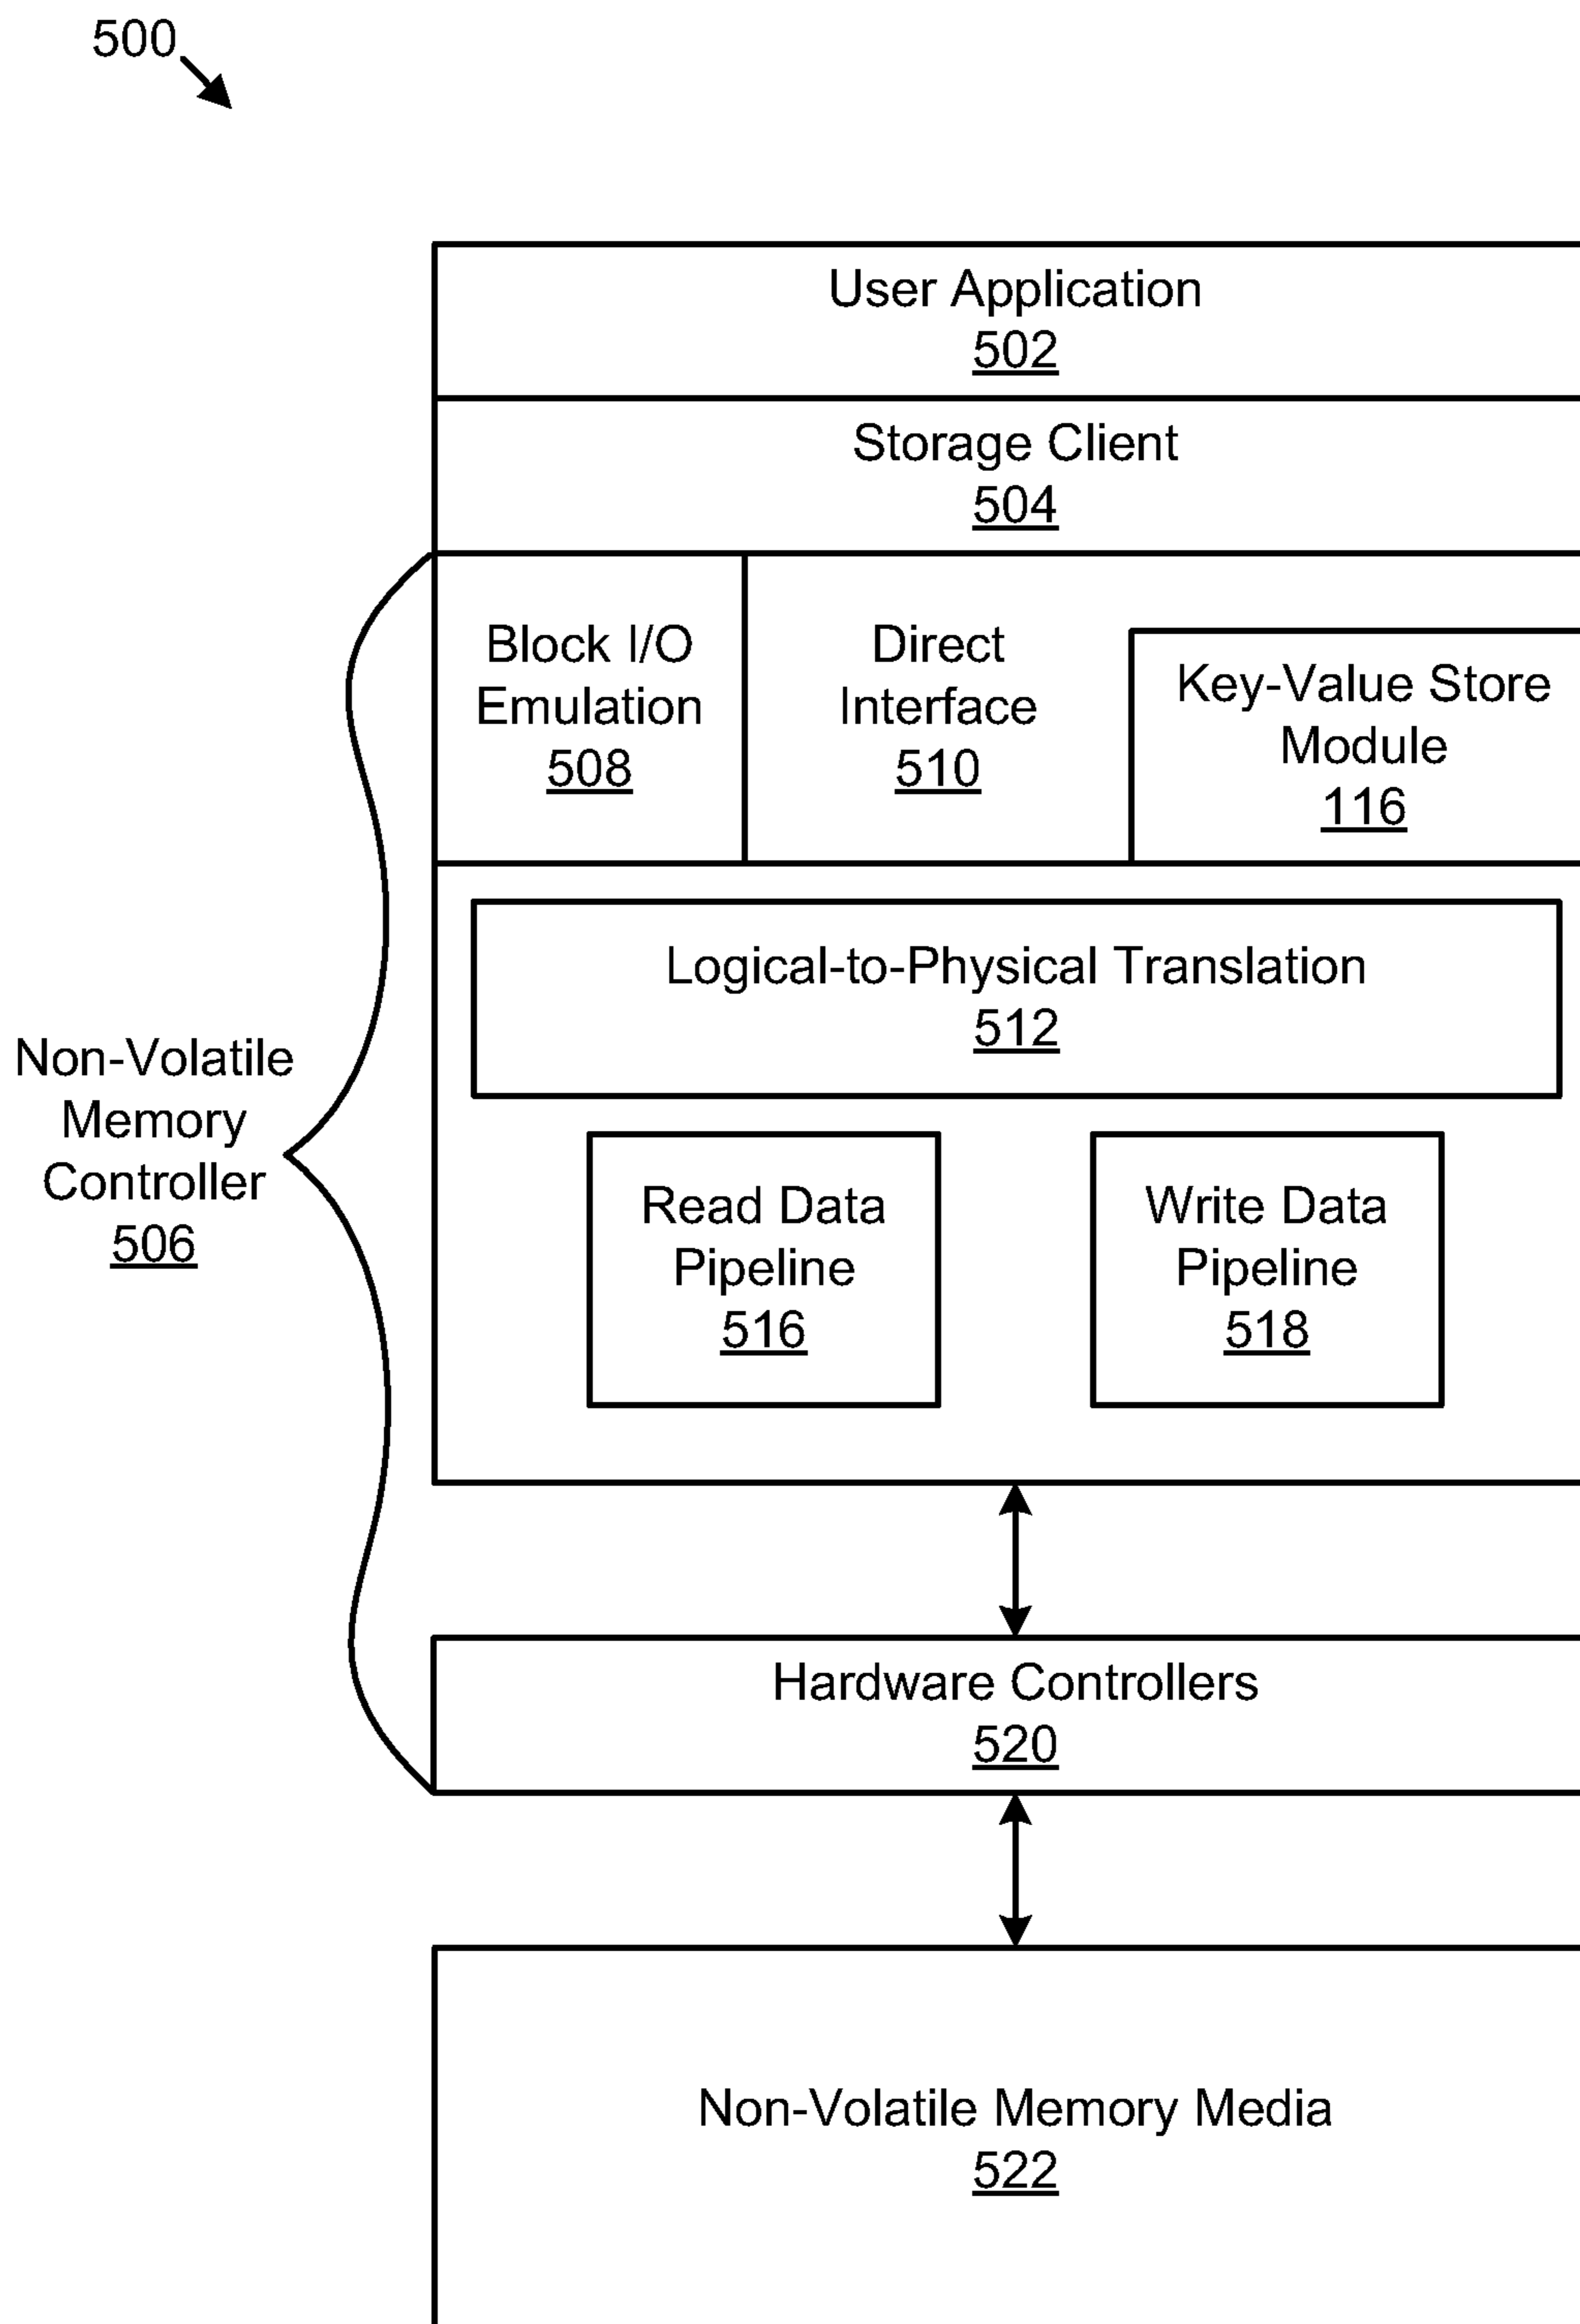 500
User Application
502
Storage Client
504
Block I/O
Emulation
508
Direct
Interface
510
Key-Value Store
Module
116
Logical-to-Physical Translation
512
Non-Volatile
Memory
Controller
506
Read Data
Pipeline
516
Write Data
Pipeline
518
Hardware Controllers
520
Non-Volatile Memory Media
522